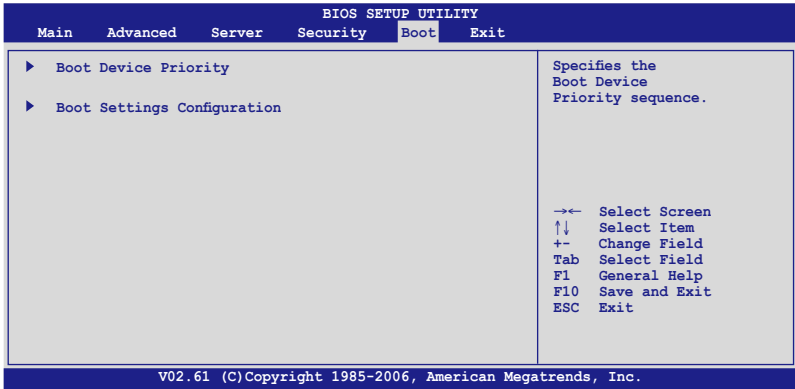 BIOS SETUP UTILITY
Main Advanced Server Security Boot Exit
Boot Device Priority
Boot Settings Configuration
Specifies the
Boot Device
Priority sequence.
→← Select Screen
↑↓ Select Item
+- Change Field
Tab Select Field
F1 General Help
F10 Save and Exit
ESC Exit
V02.61 (C)Copyright 1985-2006, American Megatrends, Inc.